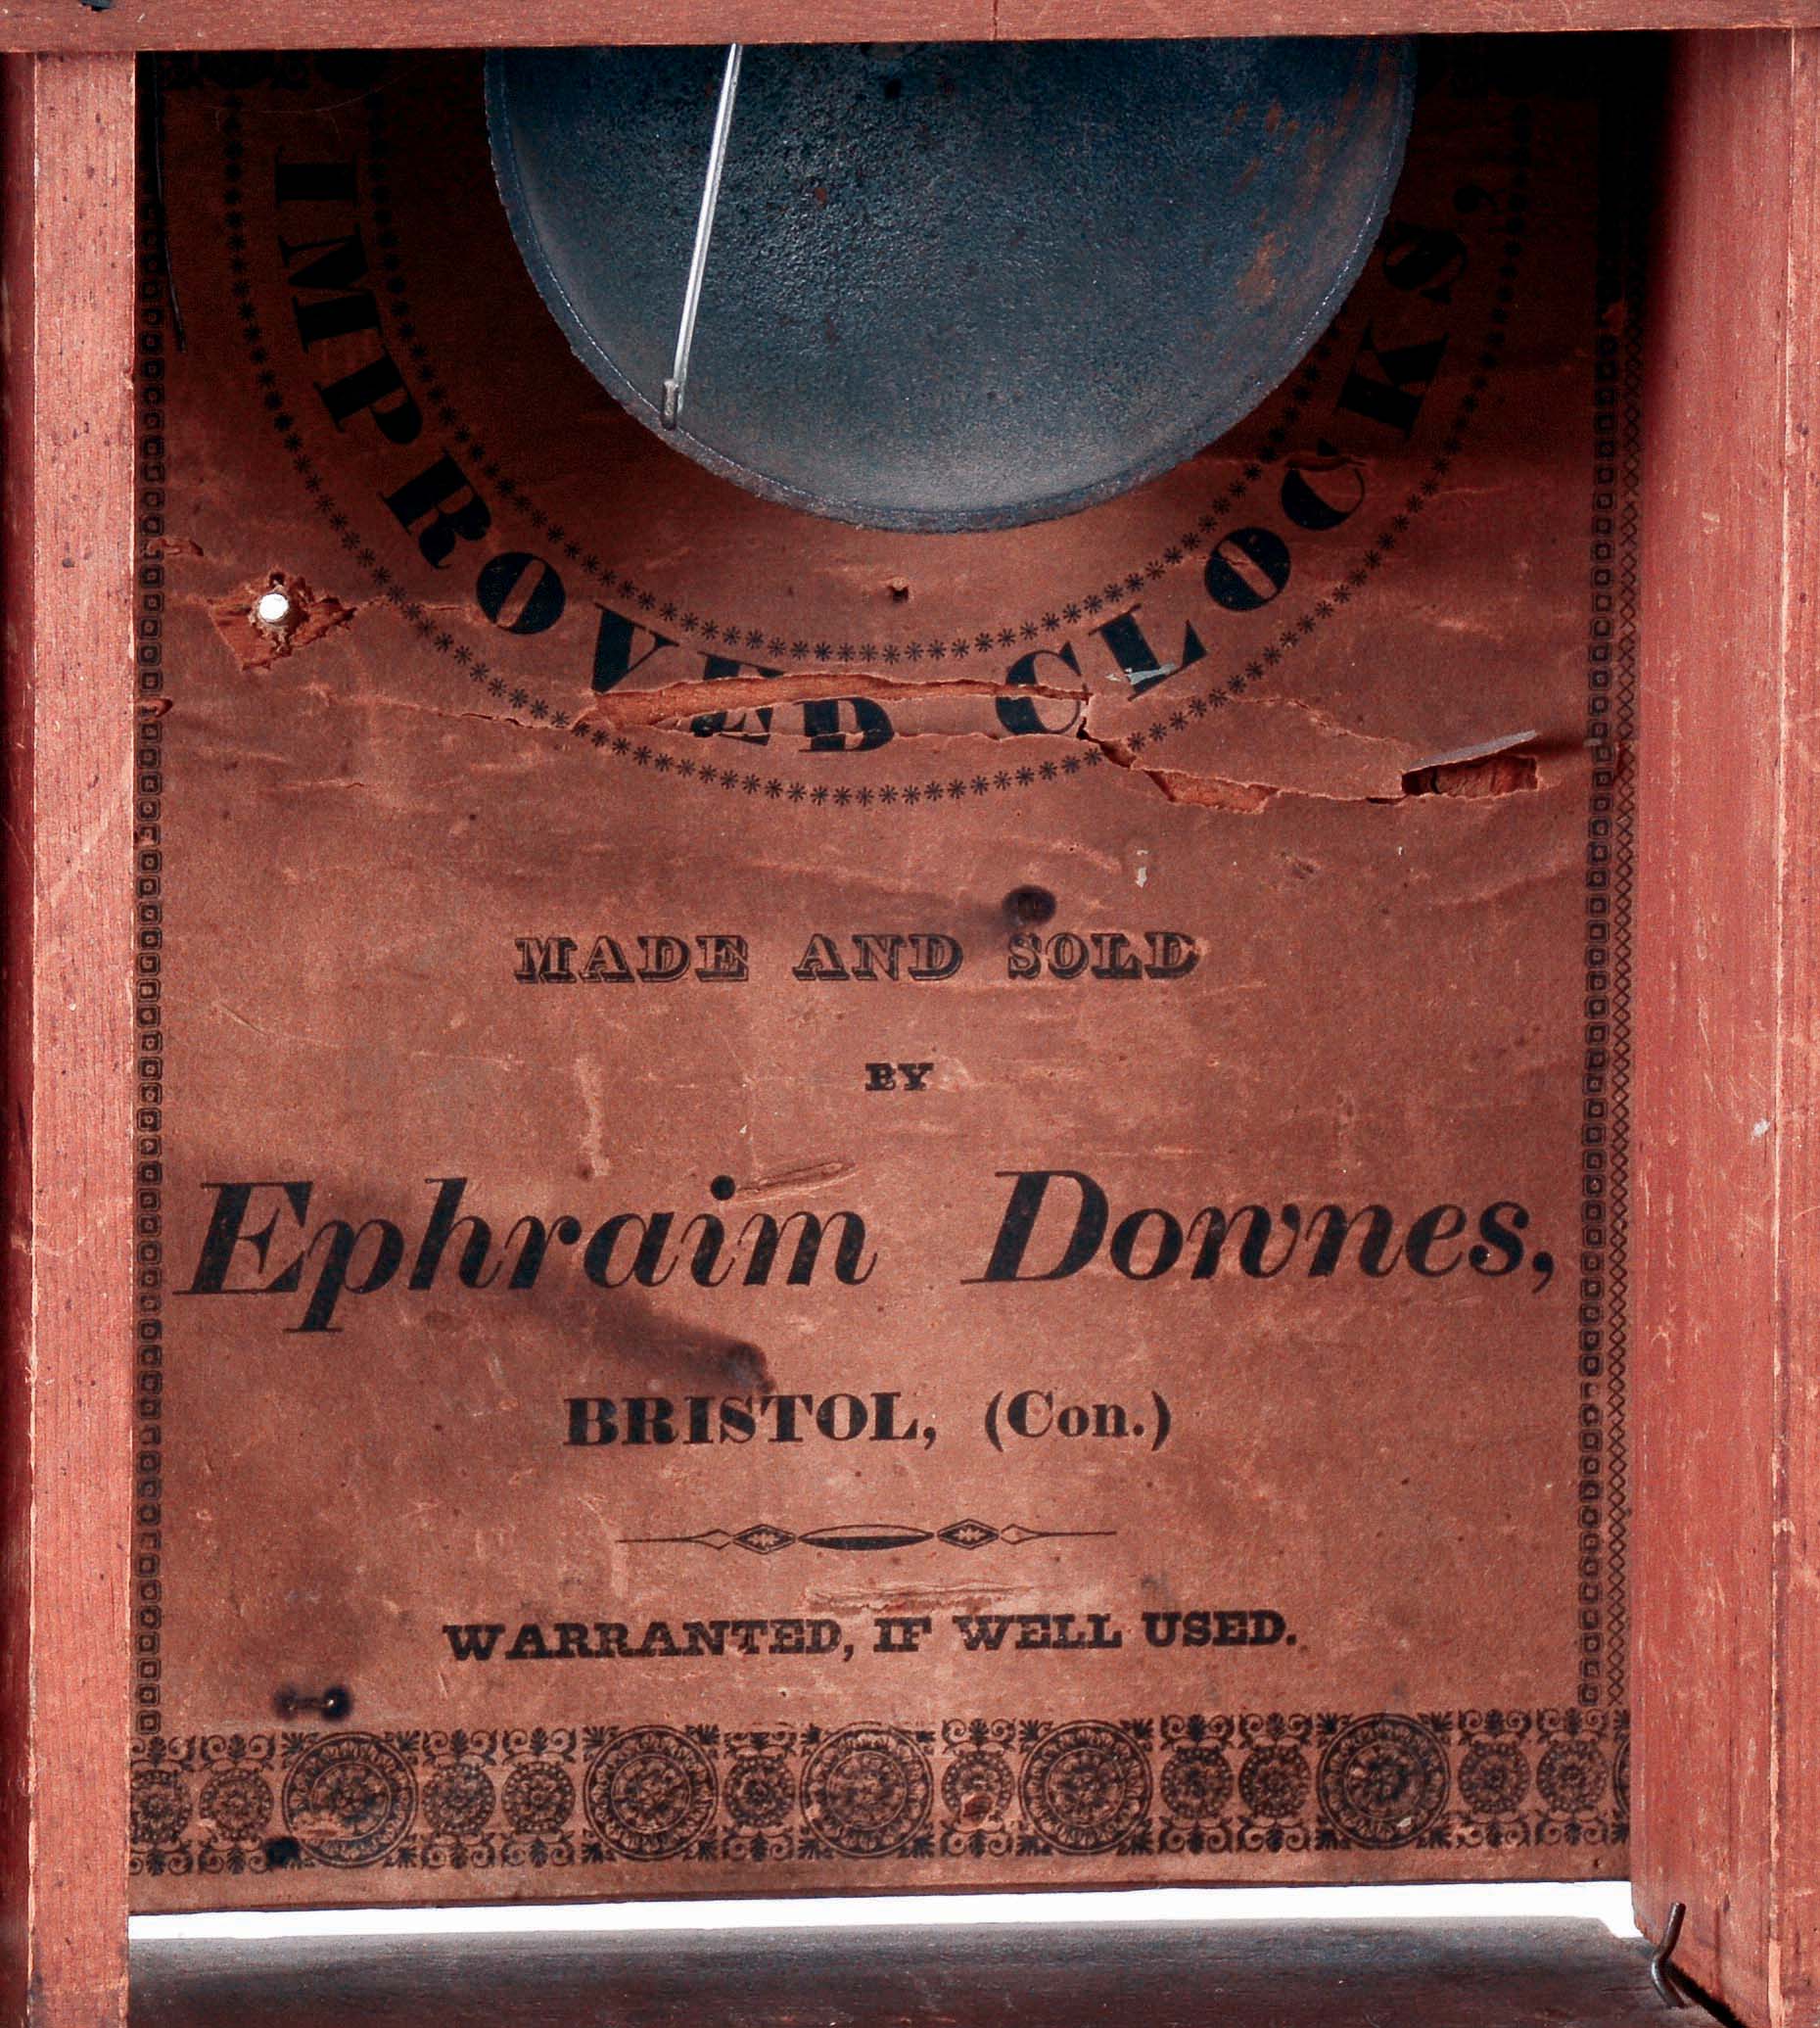 IMPROVED CLOCKS,
MADE AND SOLD
BY
Ephraim Downes,
BRISTOL, (Con.)
WARRANTED, IF WELL USED.